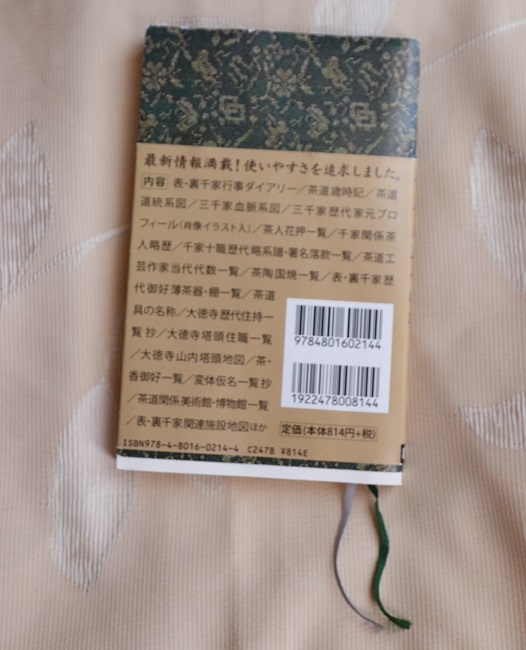 最新情報満載!使いやすさを追求しました。
内容 表・裏千家行事ダイアリー/茶道歳時記/茶道
道統系図/三千家血脈系図/三千家歴代家元プロ
フィール(肖像イラスト入)/茶人花押一覧/千家関係茶
人略歴/千家十職歴代略系譜・署名落款一覧/茶道工
芸作家当代代数一覧/茶陶国焼一覧/表・裏千家歴
代御好薄茶器・棚一覧/茶道
具の名称/大徳寺歴代住持一
覧抄/大徳寺塔頭住職一覧
/大徳寺山内塔頭地図/茶・
香御好一覧/変体仮名一覧抄
/茶道関係美術館・博物館一覧
/表・裏千家関連施設地図ほか
9784801602144
1922478008144
定価(本体814円+税)
ISBN978-4-8016-0214-4 C2478 ¥814E